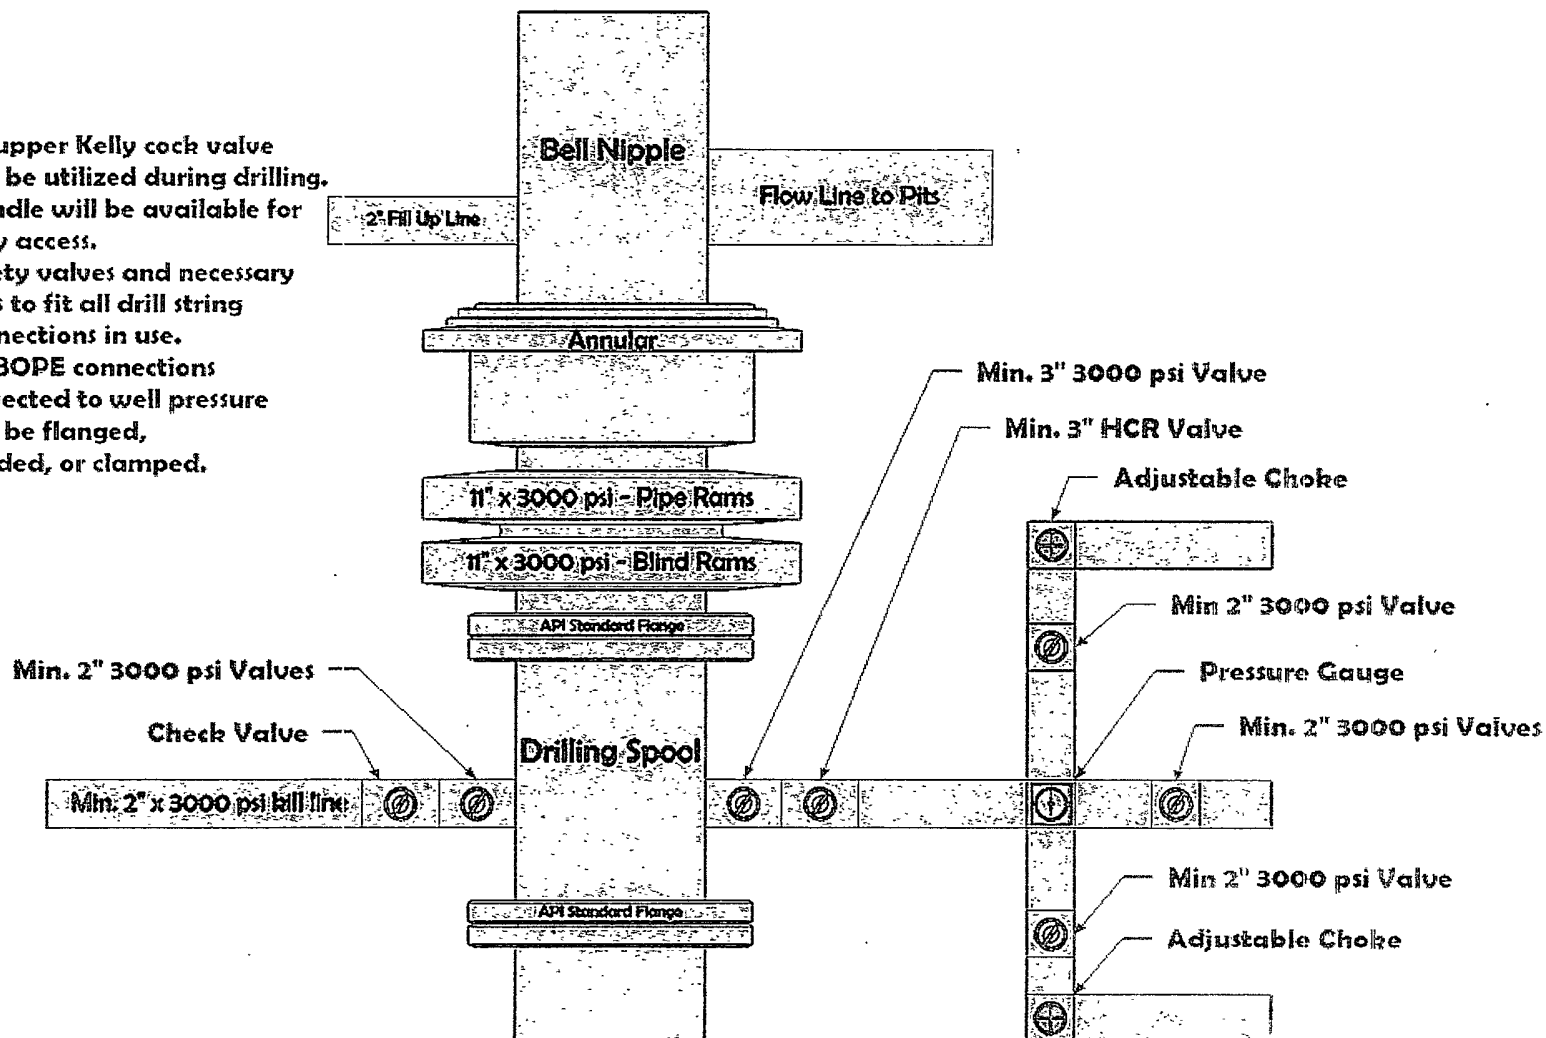 upper Kelly cock valve
be utilized during drilling.
ndle will be available for
y access.
ety valves and necessary
s to fit all drill string
nections in use.
BOPE connections
ected to well pressure
be flanged,
ded, or clamped.
Bell Nipple
2" Fill Up Line
Flow Line to Pits
Annular
11" x 3000 psi - Pipe Rams
11" x 3000 psi - Blind Rams
API Standard Flange
Min. 3" 3000 psi Valve
Min. 3" HCR Valve
Adjustable Choke
Min 2" 3000 psi Valve
Pressure Gauge
Min. 2" 3000 psi Valves
Min. 2" 3000 psi Valves
Check Valve
Drilling Spool
Min. 2" x 3000 psi kill line
Min 2" 3000 psi Valve
Adjustable Choke
API Standard Flange